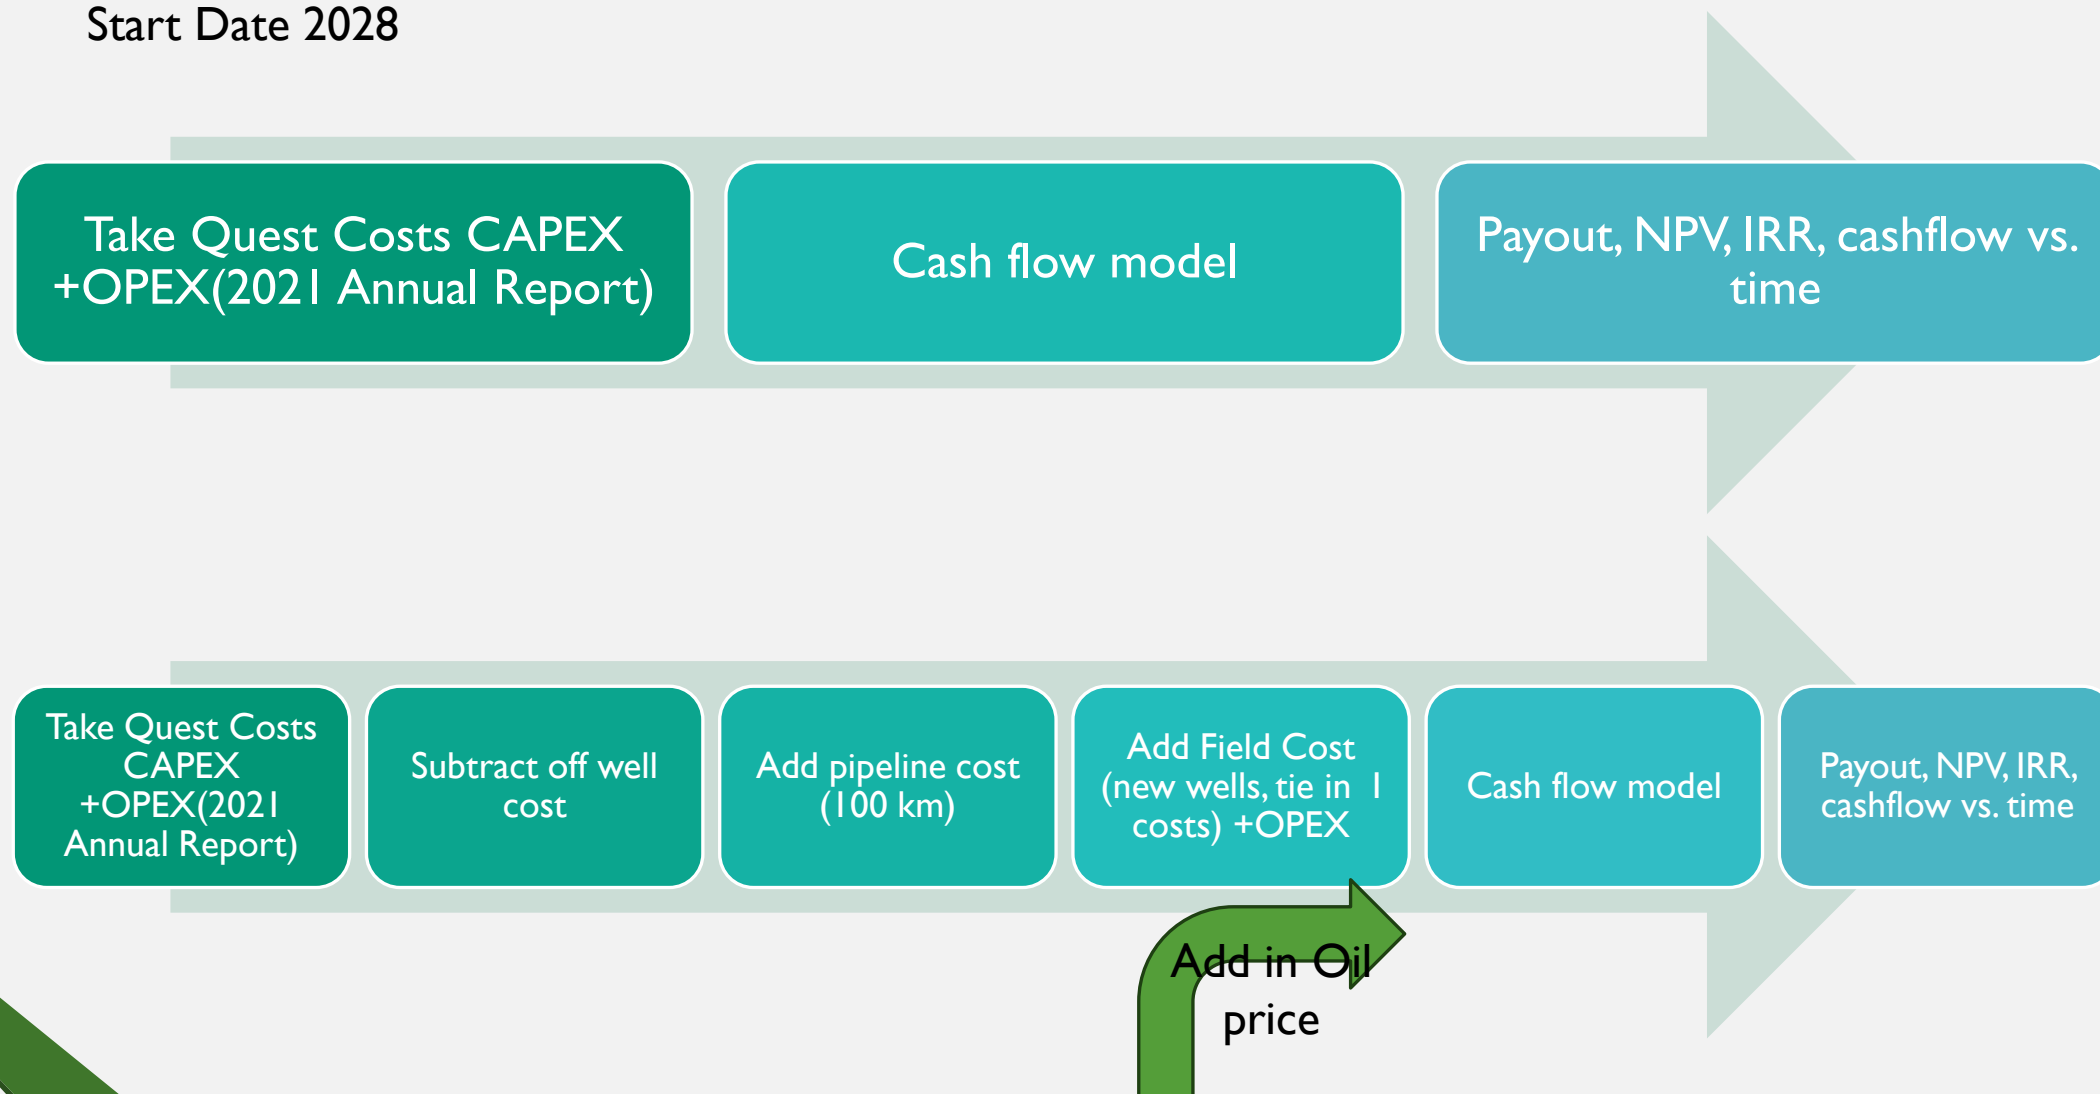 Start Date 2028
Take Quest Costs CAPEX
+OPEX(2021 Annual Report)
Cash flow model
Payout, NPV, IRR, cashflow vs.
time
Take Quest Costs
CAPEX
+OPEX(2021
Annual Report)
Subtract off well
cost
Add pipeline cost
(100 km)
Add Field Cost
(new wells, tie in 1
costs) +OPEX
Cash flow model
Payout, NPV, IRR,
cashflow vs. time
Add in Oil
price